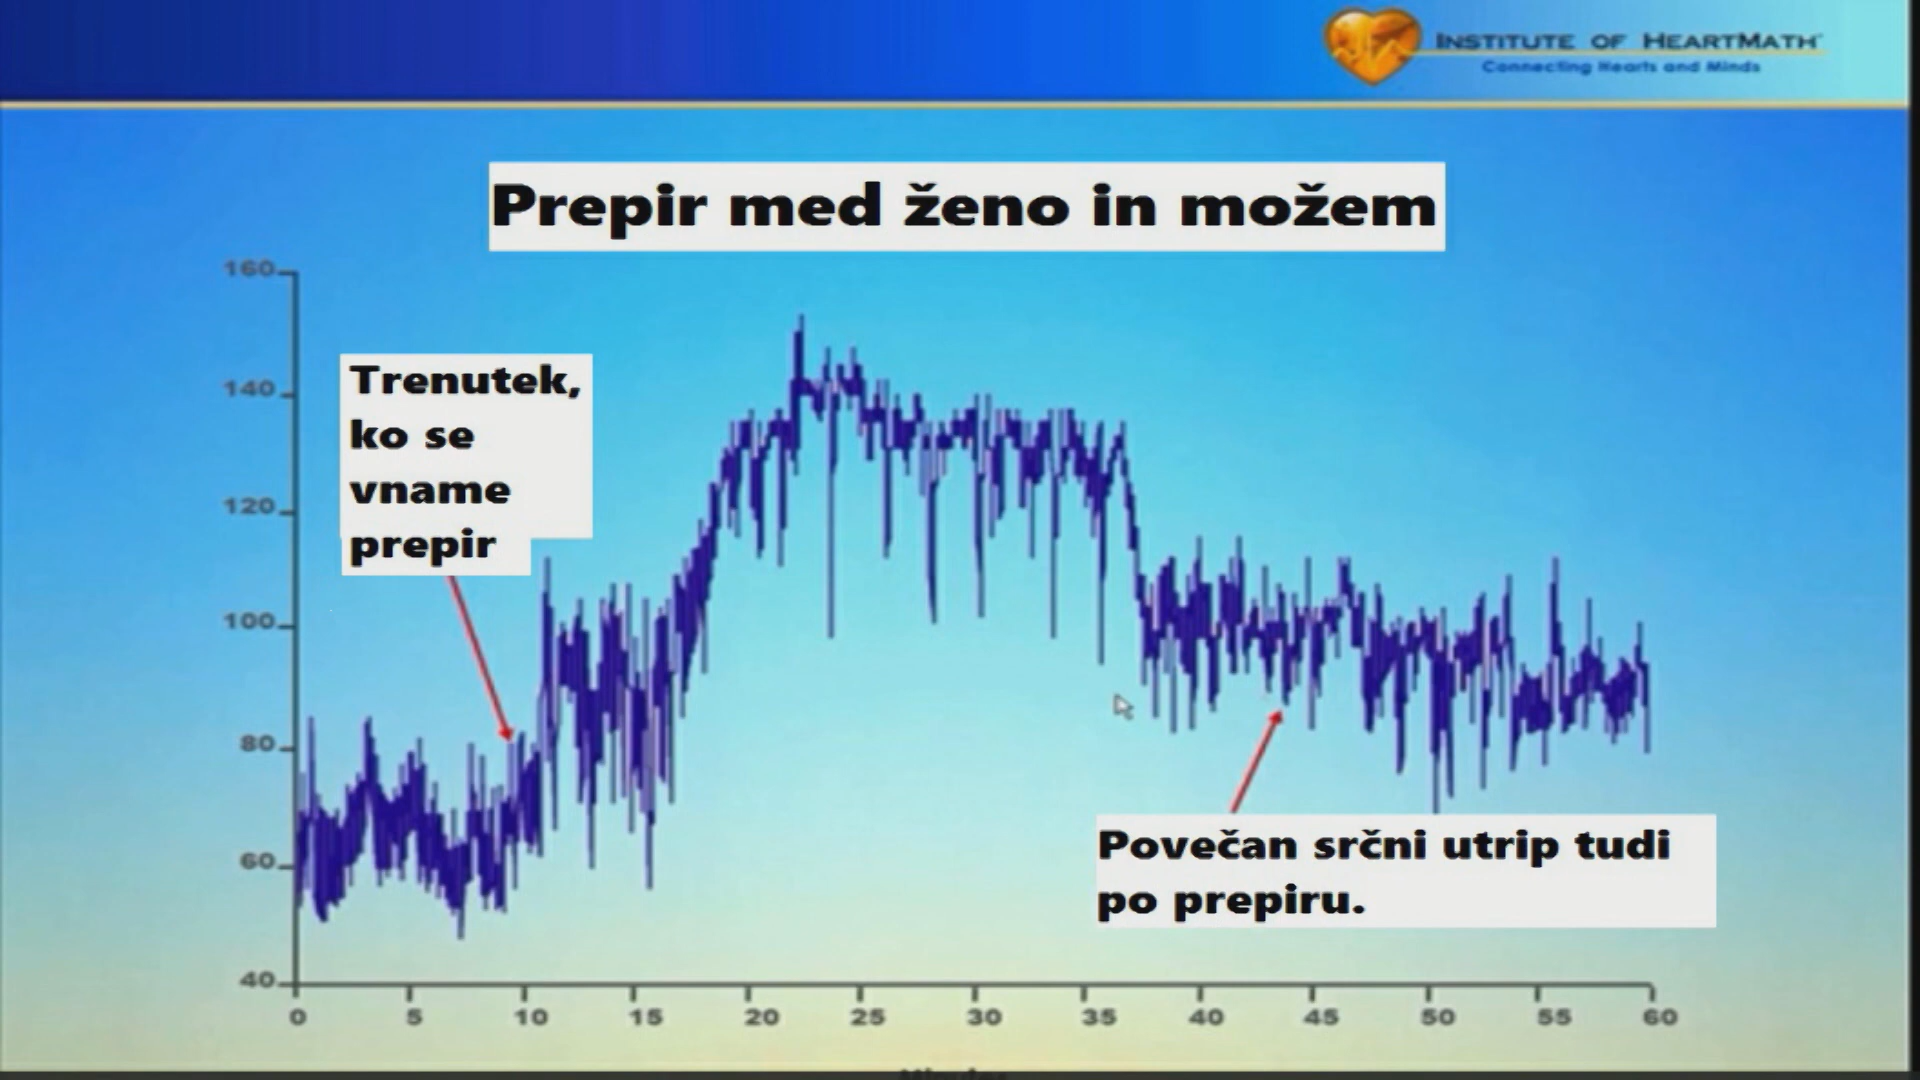 INSTITUTE OF HEARTMATH
Connecting Hearts and Minds
Prepir med ženo in možem
160
140
120
100
80
60
40
Trenutek,
ko se
vname
prepir
Povečan srčni utrip tudi
po prepiru.
0 5 10 15 20 25 30 35 40 45 50 55 60